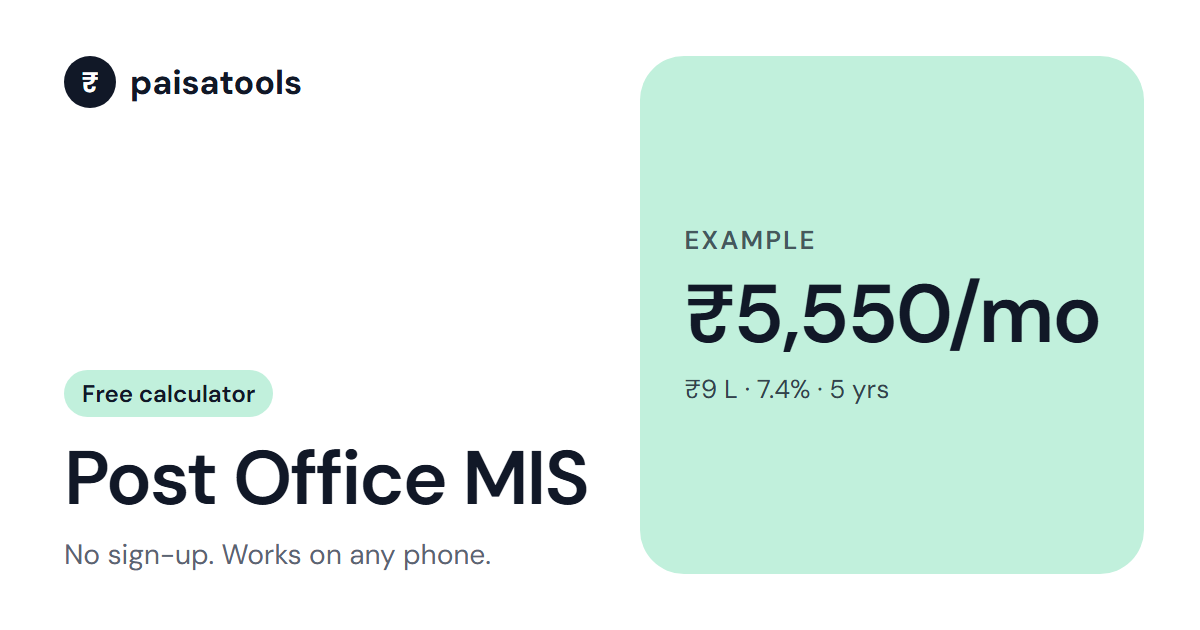 ₹ paisatools
Free calculator
Post Office MIS
No sign-up. Works on any phone.
EXAMPLE
₹5,550/mo
₹9 L · 7.4% · 5 yrs